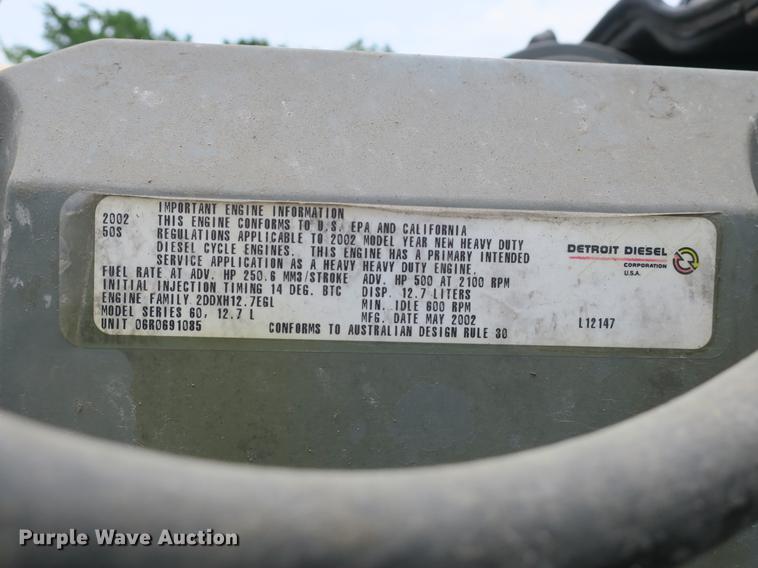 IMPORTANT ENGINE INFORMATION
2002 THIS ENGINE CONFORMS TO U.S. EPA AND CALIFORNIA
50S REGULATIONS APPLICABLE TO 2002 MODEL YEAR NEW HEAVY DUTY
DIESEL CYCLE ENGINES. THIS ENGINE HAS A PRIMARY INTENDED
SERVICE APPLICATION AS A HEAVY HEAVY DUTY ENGINE.
FUEL RATE AT ADV. HP 250.6 MM3/STROKE ADV. HP 500 AT 2100 RPM
INITIAL INJECTION TIMING 14 DEG. BTC DISP. 12.7 LITERS
ENGINE FAMILY 2DDXH12.7EGL MIN. IDLE 600 RPM
MODEL SERIES 60, 12.7 L MFG. DATE MAY 2002
UNIT 06R0691085 CONFORMS TO AUSTRALIAN DESIGN RULE 30
L12147
DETROIT DIESEL
CORPORATION
U.S.A.
Purple Wave Auction